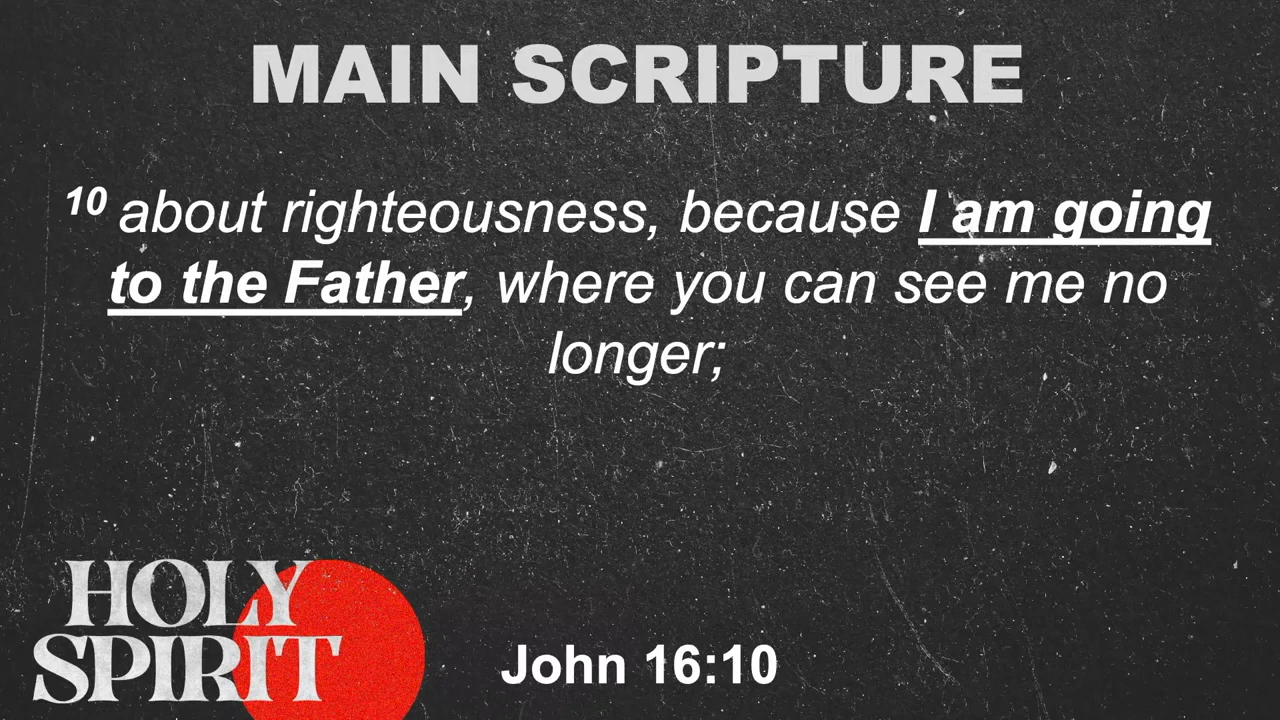 MAIN SCRIPTURE
10 about righteousness, because I am going
to the Father, where you can see me no
longer;
HOLY
SPIRIT
John 16:10